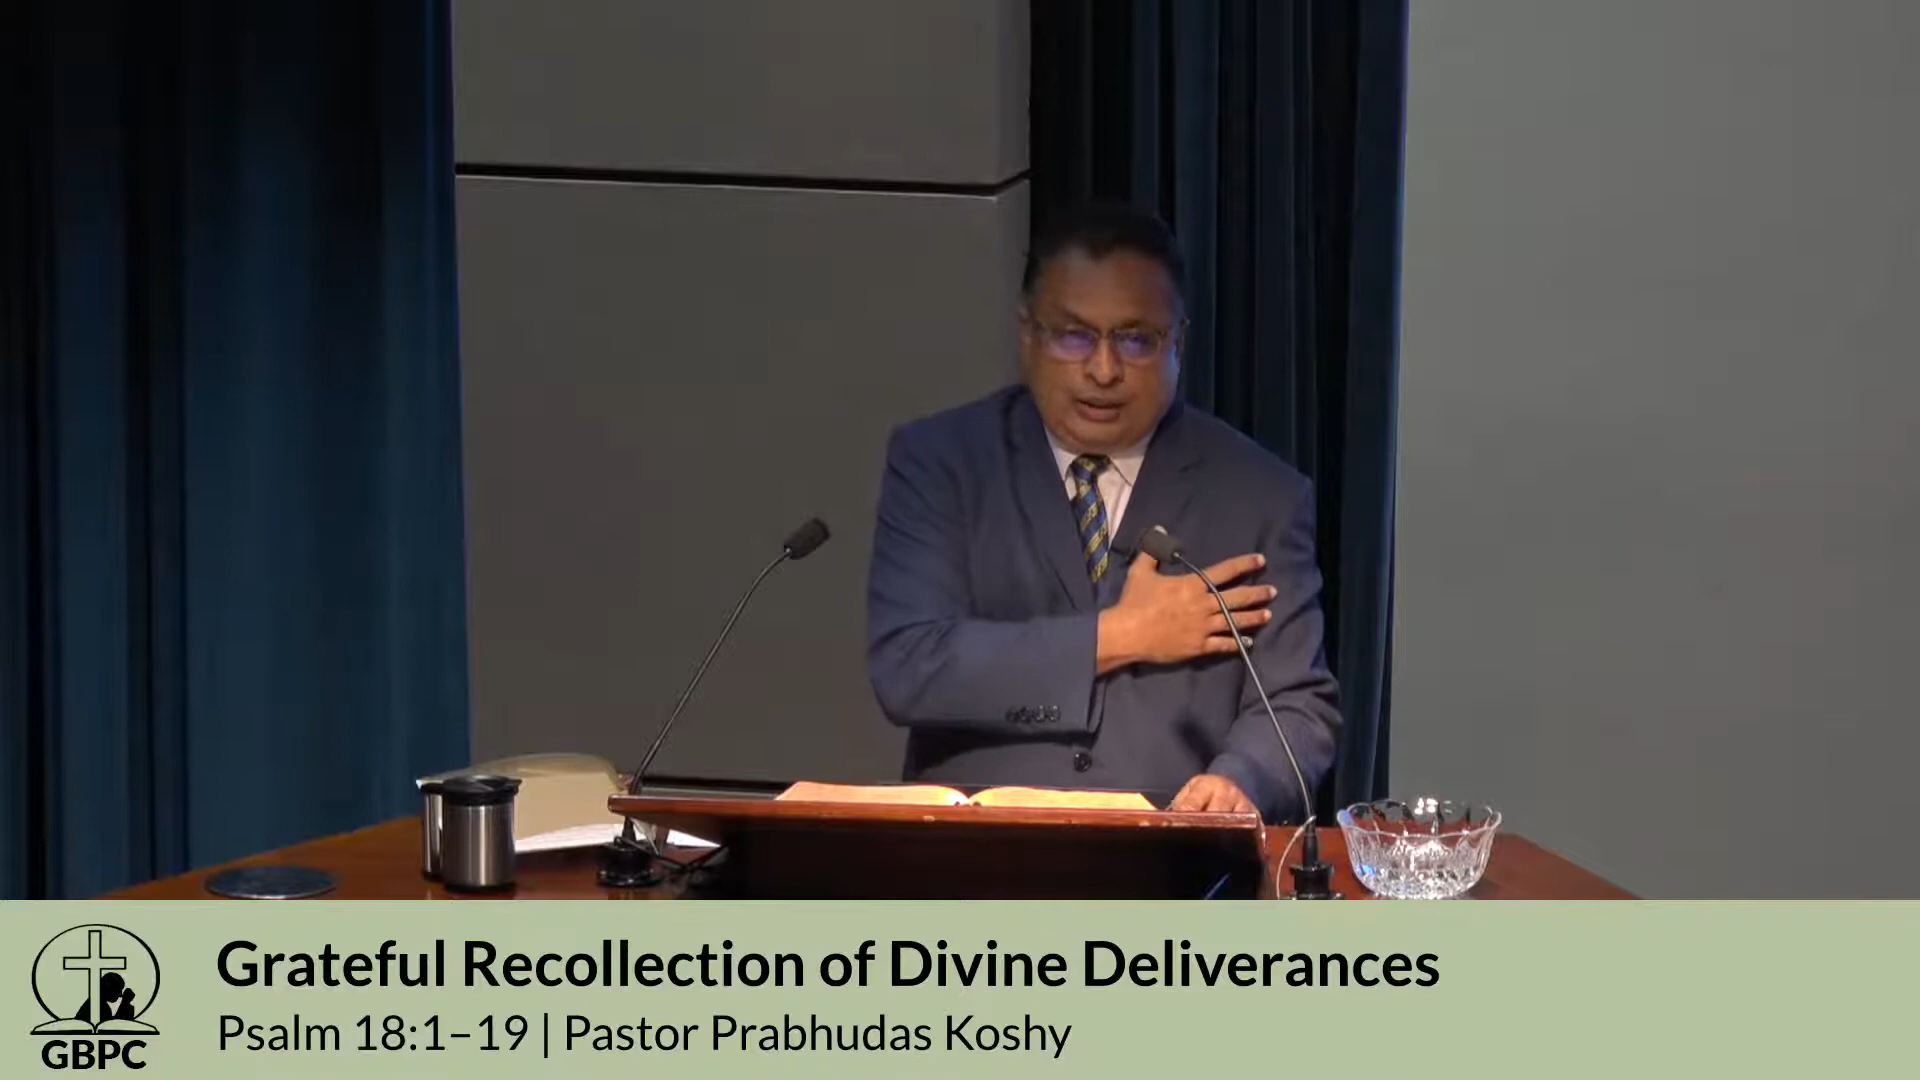 Grateful Recollection of Divine Deliverances
Psalm 18:1–19 | Pastor Prabhudas Koshy
GBPC